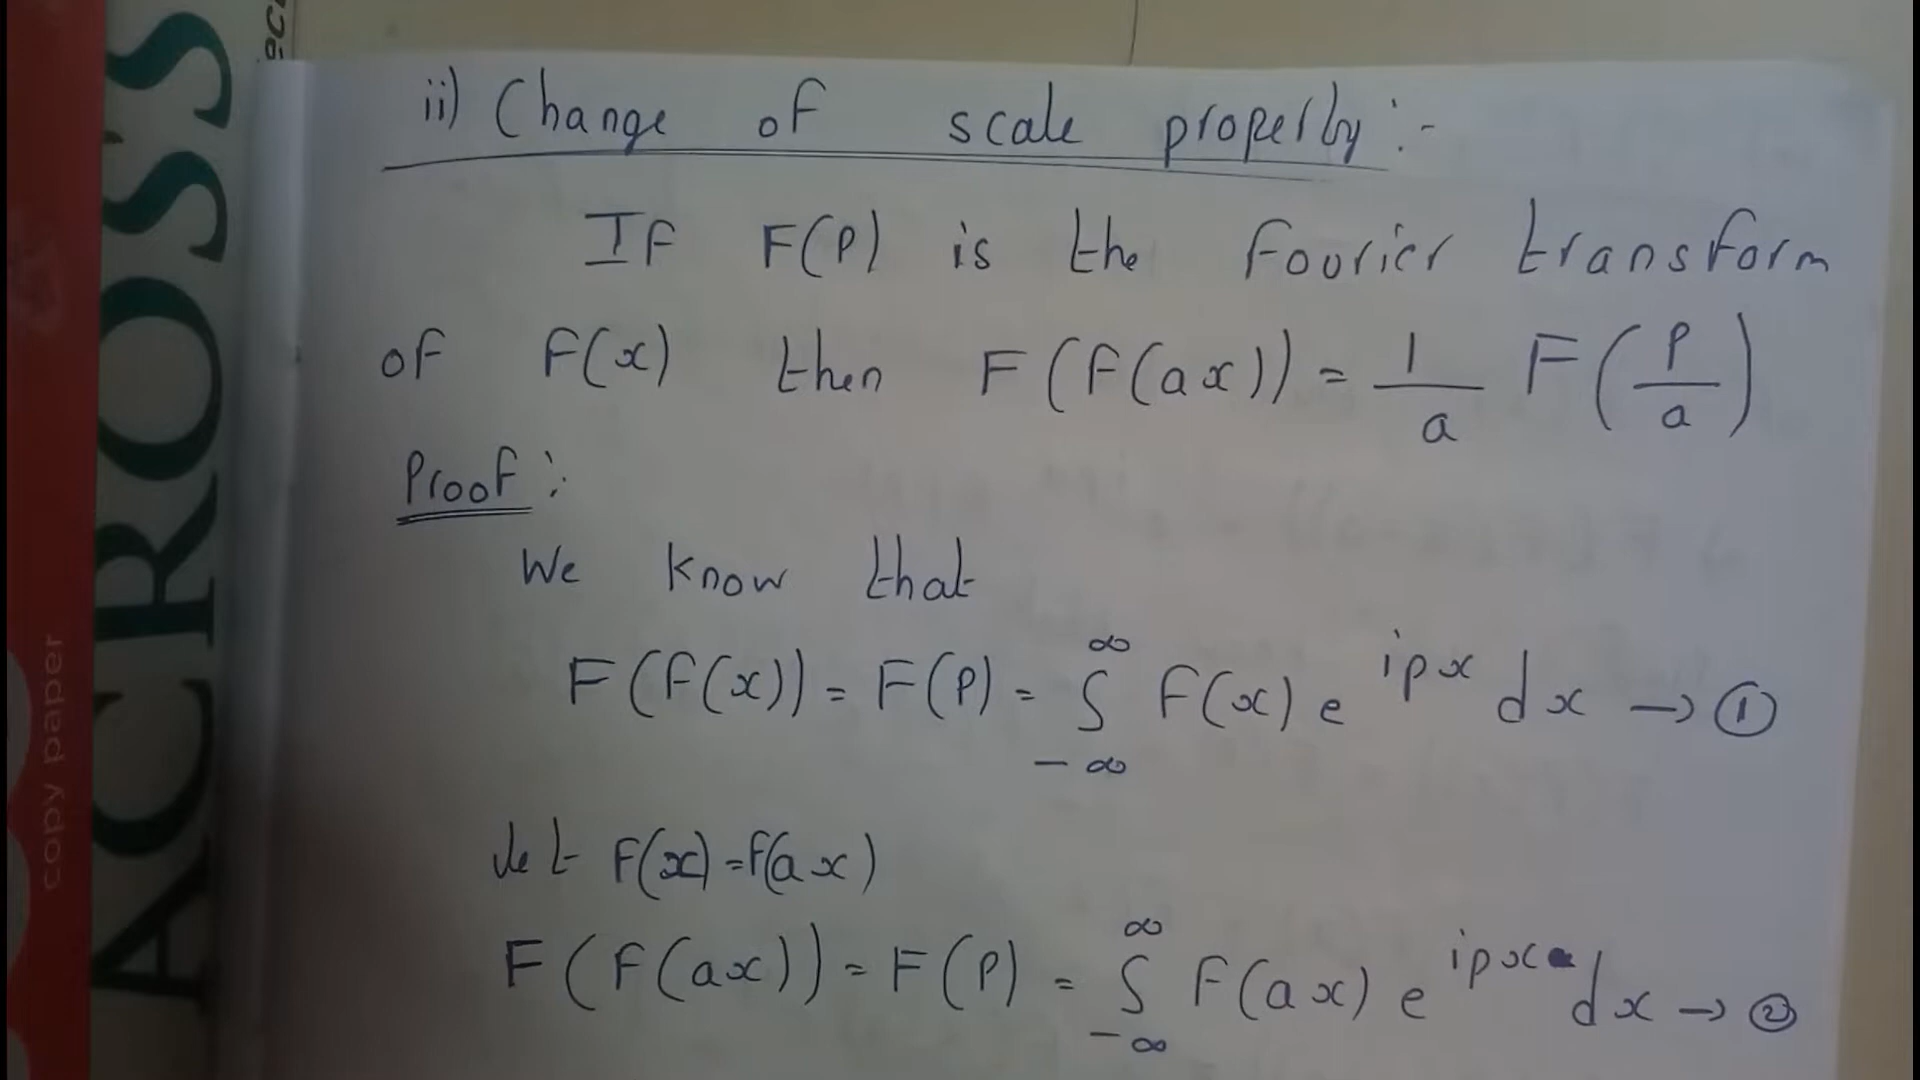 ACROSS
copy paper
ii) Change of scale property :-
If F(P) is the Fourier transform
of F(x) then F(F(ax)) = 1/a F(P/a)
Proof :
We know that
F(F(x)) = F(P) = ∫_{-∞}^{∞} F(x) e^{ipx} dx → ①
Let F(x) = F(ax)
F(F(ax)) = F(P) = ∫_{-∞}^{∞} F(ax) e^{ipx} dx → ②